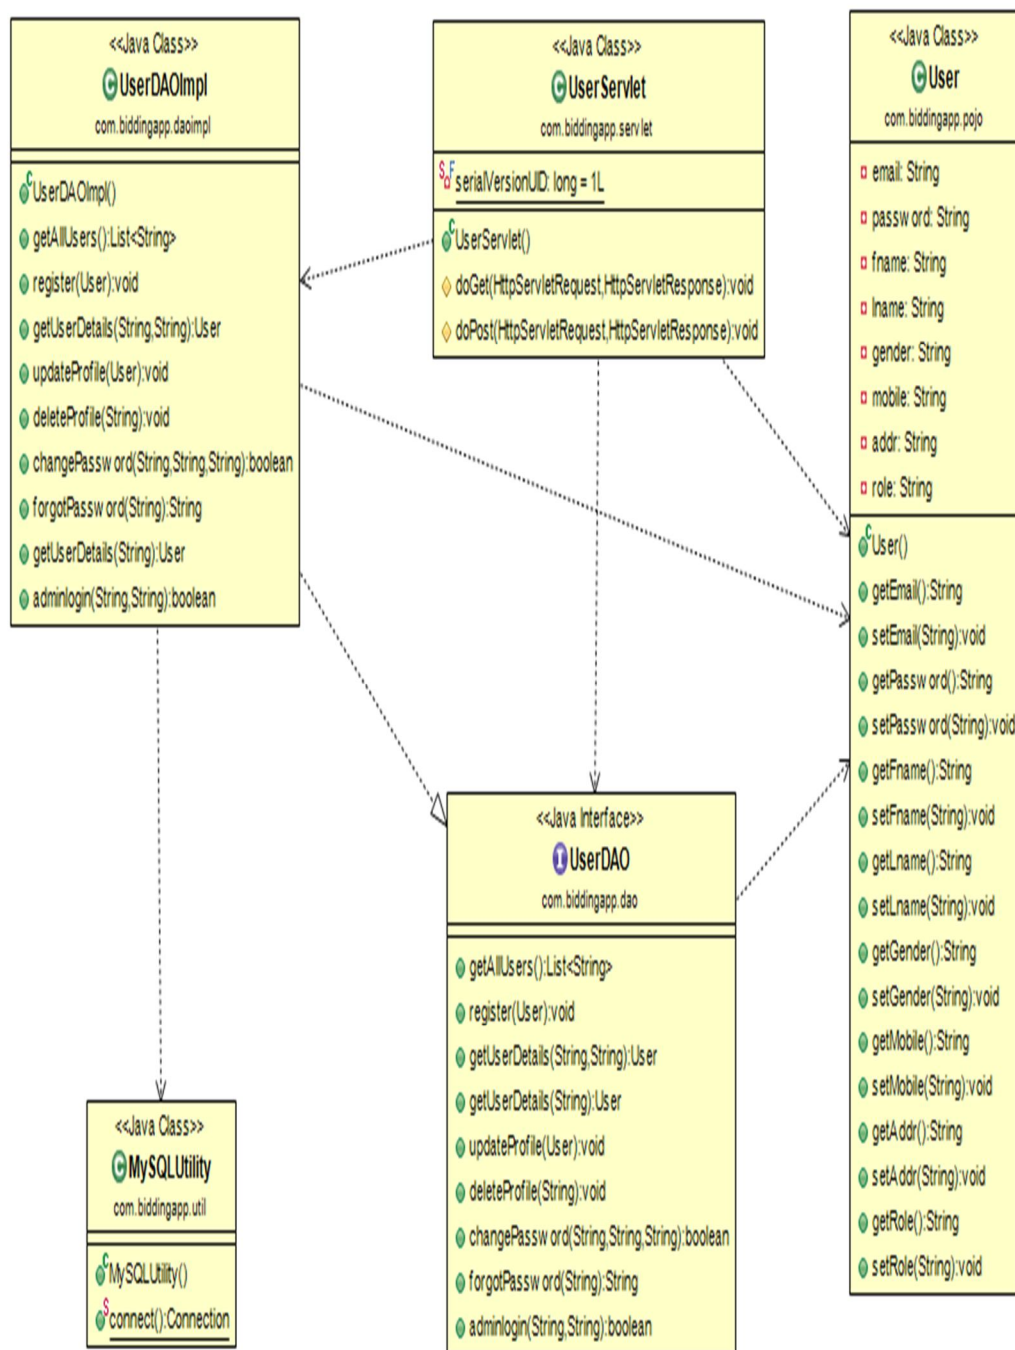 <<Java Class>>
C UserDAOImpl
com.biddingapp.daoimpl
C UserDAOImpl()
getAllUsers():List<String>
register(User):void
getUserDetails(String,String):User
updateProfile(User):void
deleteProfile(String):void
changePassword(String,String,String):boolean
forgotPassword(String):String
getUserDetails(String):User
adminlogin(String,String):boolean
<<Java Class>>
C UserServlet
com.biddingapp.servlet
S F serialVersionUID: long = 1L
C UserServlet()
doGet(HttpServletRequest,HttpServletResponse):void
doPost(HttpServletRequest,HttpServletResponse):void
<<Java Class>>
C User
com.biddingapp.pojo
email: String
password: String
fname: String
lname: String
gender: String
mobile: String
addr: String
role: String
C User()
getEmail():String
setEmail(String):void
getPassword():String
setPassword(String):void
getFname():String
setFname(String):void
getLname():String
setLname(String):void
getGender():String
setGender(String):void
getMobile():String
setMobile(String):void
getAddr():String
setAddr(String):void
getRole():String
setRole(String):void
<<Java Interface>>
I UserDAO
com.biddingapp.dao
getAllUsers():List<String>
register(User):void
getUserDetails(String,String):User
getUserDetails(String):User
updateProfile(User):void
deleteProfile(String):void
changePassword(String,String,String):boolean
forgotPassword(String):String
adminlogin(String,String):boolean
<<Java Class>>
C MySQLUtility
com.biddingapp.util
C MySQLUtility()
S connect():Connection